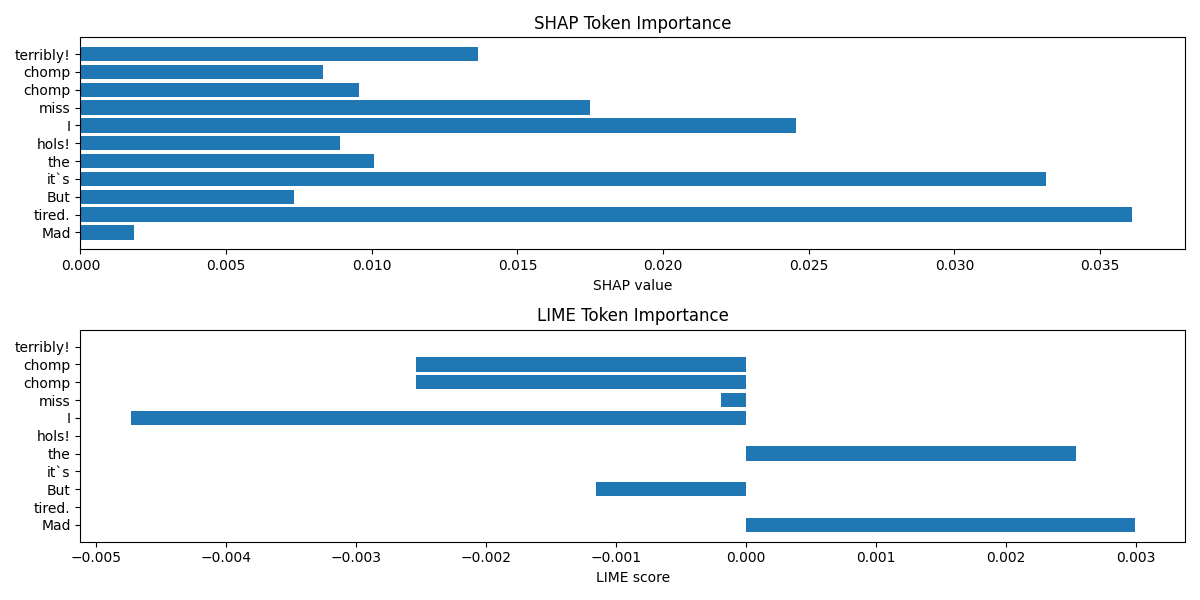 SHAP Token Importance
terribly!
chomp
chomp
miss
I
hols!
the
it`s
But
tired.
Mad
0.000 0.005 0.010 0.015 0.020 0.025 0.030 0.035
SHAP value
LIME Token Importance
terribly!
chomp
chomp
miss
I
hols!
the
it`s
But
tired.
Mad
−0.005 −0.004 −0.003 −0.002 −0.001 0.000 0.001 0.002 0.003
LIME score